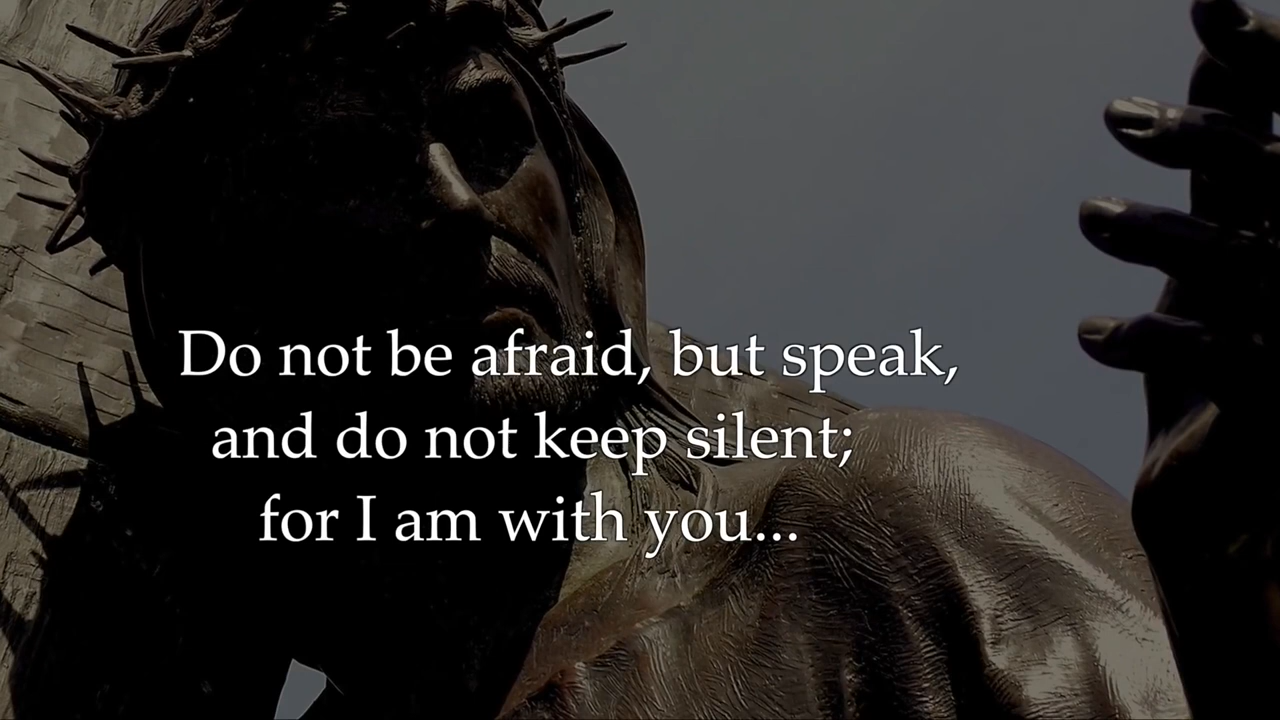 Do not be afraid, but speak,
and do not keep silent;
for I am with you...